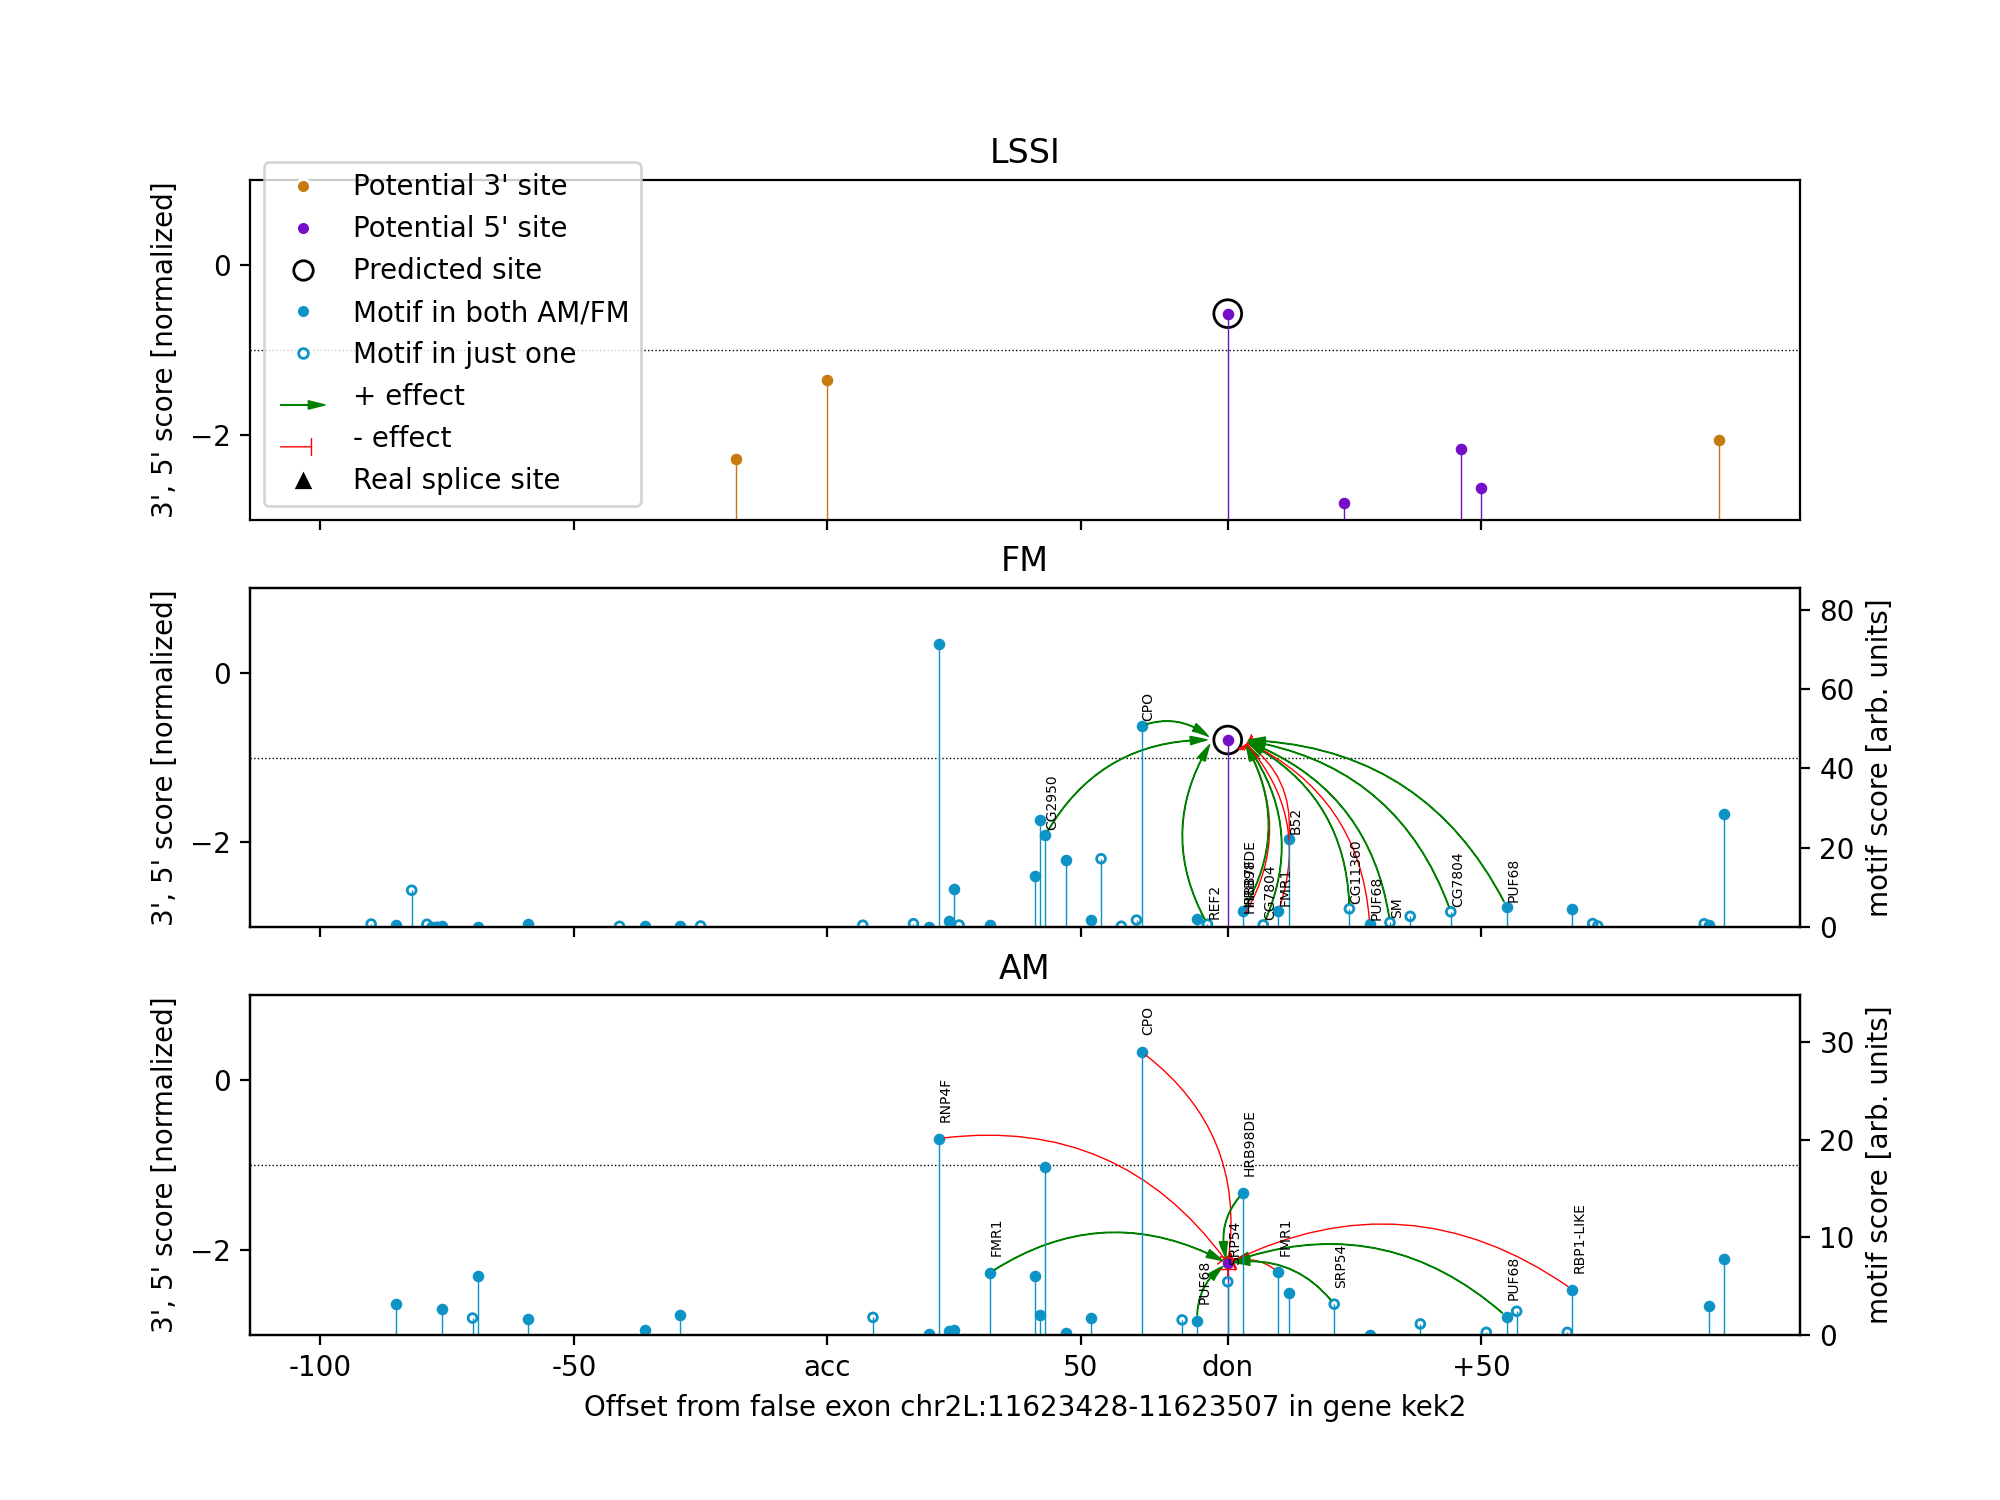 LSSI
3', 5' score [normalized]
0
−2
Potential 3' site
Potential 5' site
Predicted site
Motif in both AM/FM
Motif in just one
+ effect
- effect
Real splice site
FM
3', 5' score [normalized]
0
−2
motif score [arb. units]
80
60
40
20
0
CPO
CG2950
B52
REF2
HRB98DE
CG7804
FMR1
CG11360
PUF68
SM
CG7804
PUF68
AM
3', 5' score [normalized]
0
−2
motif score [arb. units]
30
20
10
0
CPO
RNP4F
HRB98DE
FMR1
SRP54
PUF68
FMR1
SRP54
PUF68
RBP1-LIKE
-100
-50
acc
50
don
+50
Offset from false exon chr2L:11623428-11623507 in gene kek2